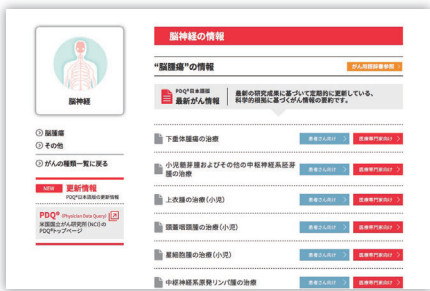 脳神経
脳腫瘍
その他
がんの種類一覧に戻る
NEW 更新情報
PDQ®日本語版の更新情報
PDQ® (Physician Data Query)
米国国立がん研究所(NCI)の
PDQ®トップページ
脳神経の情報
“脳腫瘍”の情報
がん用語辞書参照
PDQ®日本語版
最新がん情報
最新の研究成果に基づいて定期的に更新している、
科学的根拠に基づくがん情報の要約です。
下垂体腫瘍の治療 患者さん向け 医療専門家向け
小児髄芽腫およびその他の中枢神経系胚芽
腫の治療 患者さん向け 医療専門家向け
上衣腫の治療(小児) 患者さん向け 医療専門家向け
頭蓋咽頭腫の治療(小児) 患者さん向け 医療専門家向け
星細胞腫の治療(小児) 患者さん向け 医療専門家向け
中枢神経系原発リンパ腫の治療 患者さん向け 医療専門家向け